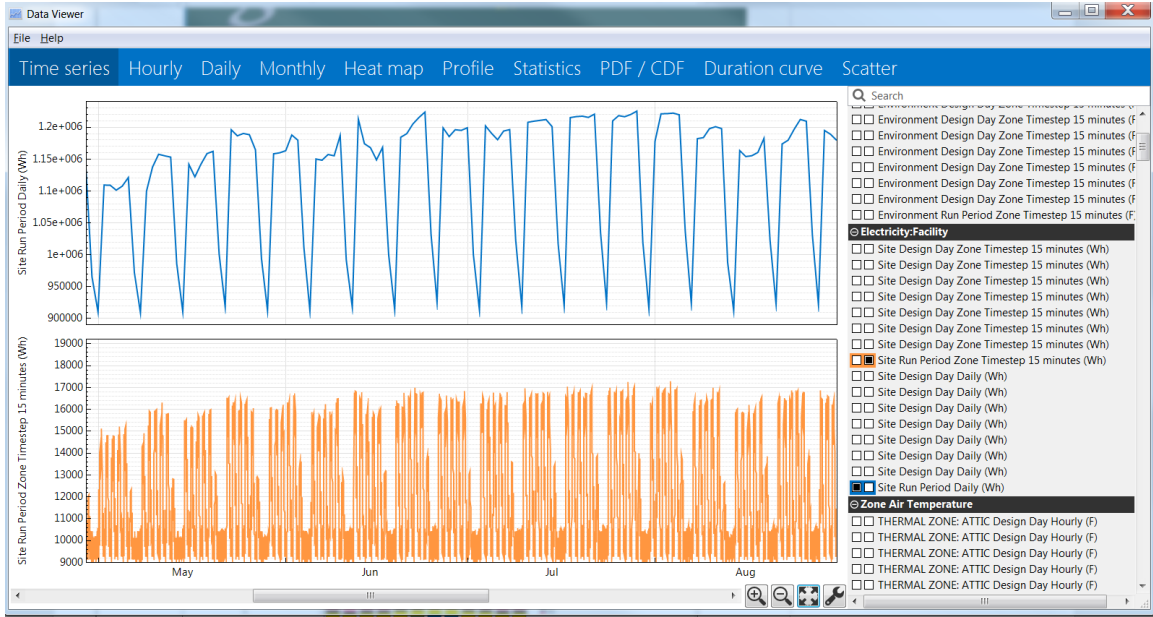 Data Viewer
File Help
Time series Hourly Daily Monthly Heat map Profile Statistics PDF / CDF Duration curve Scatter
Search
Environment Design Day Zone Timestep 15 minutes (F
Environment Design Day Zone Timestep 15 minutes (F
Environment Design Day Zone Timestep 15 minutes (F
Environment Design Day Zone Timestep 15 minutes (F
Environment Design Day Zone Timestep 15 minutes (F
Environment Design Day Zone Timestep 15 minutes (F
Environment Design Day Zone Timestep 15 minutes (F
Environment Run Period Zone Timestep 15 minutes (F)
Electricity:Facility
Site Design Day Zone Timestep 15 minutes (Wh)
Site Design Day Zone Timestep 15 minutes (Wh)
Site Design Day Zone Timestep 15 minutes (Wh)
Site Design Day Zone Timestep 15 minutes (Wh)
Site Design Day Zone Timestep 15 minutes (Wh)
Site Design Day Zone Timestep 15 minutes (Wh)
Site Design Day Zone Timestep 15 minutes (Wh)
Site Run Period Zone Timestep 15 minutes (Wh)
Site Design Day Daily (Wh)
Site Design Day Daily (Wh)
Site Design Day Daily (Wh)
Site Design Day Daily (Wh)
Site Design Day Daily (Wh)
Site Design Day Daily (Wh)
Site Design Day Daily (Wh)
Site Run Period Daily (Wh)
Zone Air Temperature
THERMAL ZONE: ATTIC Design Day Hourly (F)
THERMAL ZONE: ATTIC Design Day Hourly (F)
THERMAL ZONE: ATTIC Design Day Hourly (F)
THERMAL ZONE: ATTIC Design Day Hourly (F)
THERMAL ZONE: ATTIC Design Day Hourly (F)
Site Run Period Daily (Wh)
1.2e+006
1.15e+006
1.1e+006
1.05e+006
1e+006
950000
900000
Site Run Period Zone Timestep 15 minutes (Wh)
19000
18000
17000
16000
15000
14000
13000
12000
11000
10000
9000
May Jun Jul Aug